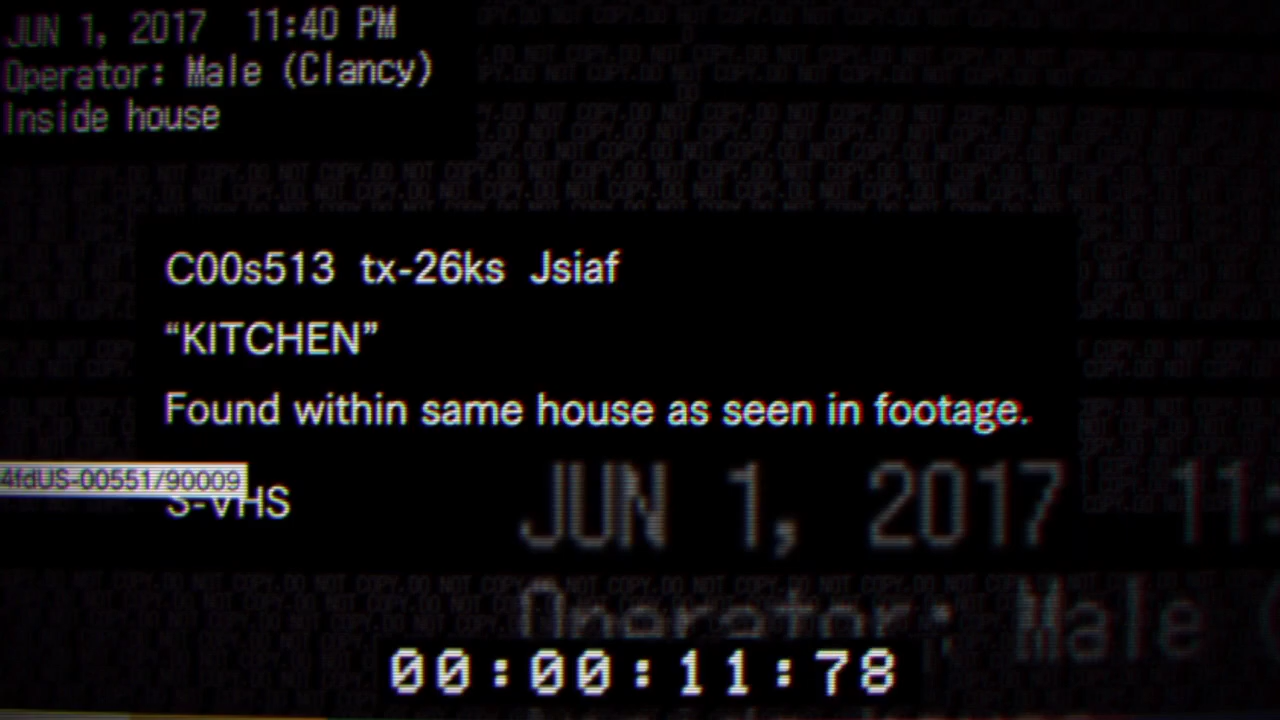 JUN 1, 2017 11:40 PM
Operator: Male (Clancy)
Inside house
C00s513 tx-26ks Jsiaf
“KITCHEN”
Found within same house as seen in footage.
4fdUS-00551/90009
S-VHS
JUN 1, 2017 11:
Operator: Male (
00:00:11:78